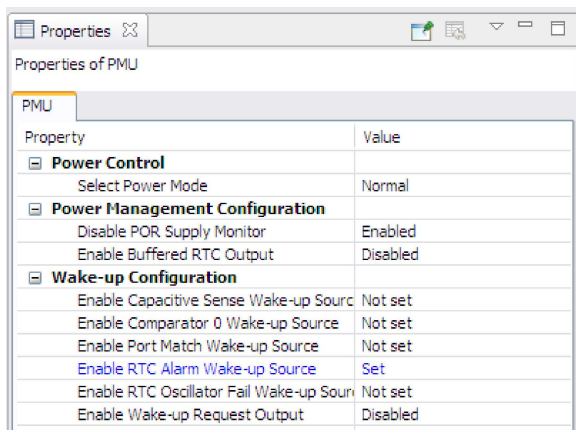 Properties
Properties of PMU
PMU
Property Value
Power Control
Select Power Mode Normal
Power Management Configuration
Disable POR Supply Monitor Enabled
Enable Buffered RTC Output Disabled
Wake-up Configuration
Enable Capacitive Sense Wake-up Sourc Not set
Enable Comparator 0 Wake-up Source Not set
Enable Port Match Wake-up Source Not set
Enable RTC Alarm Wake-up Source Set
Enable RTC Oscillator Fail Wake-up Sour Not set
Enable Wake-up Request Output Disabled